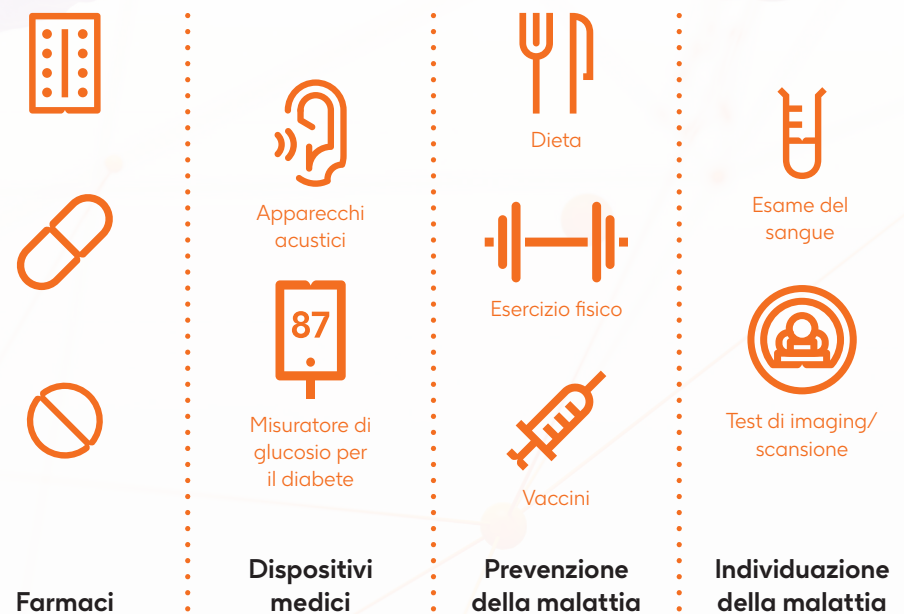 Apparecchi
acustici
87
Misuratore di
glucosio per
il diabete
Dieta
Esercizio fisico
Vaccini
Esame del
sangue
Test di imaging/
scansione
Farmaci
Dispositivi
medici
Prevenzione
della malattia
Individuazione
della malattia